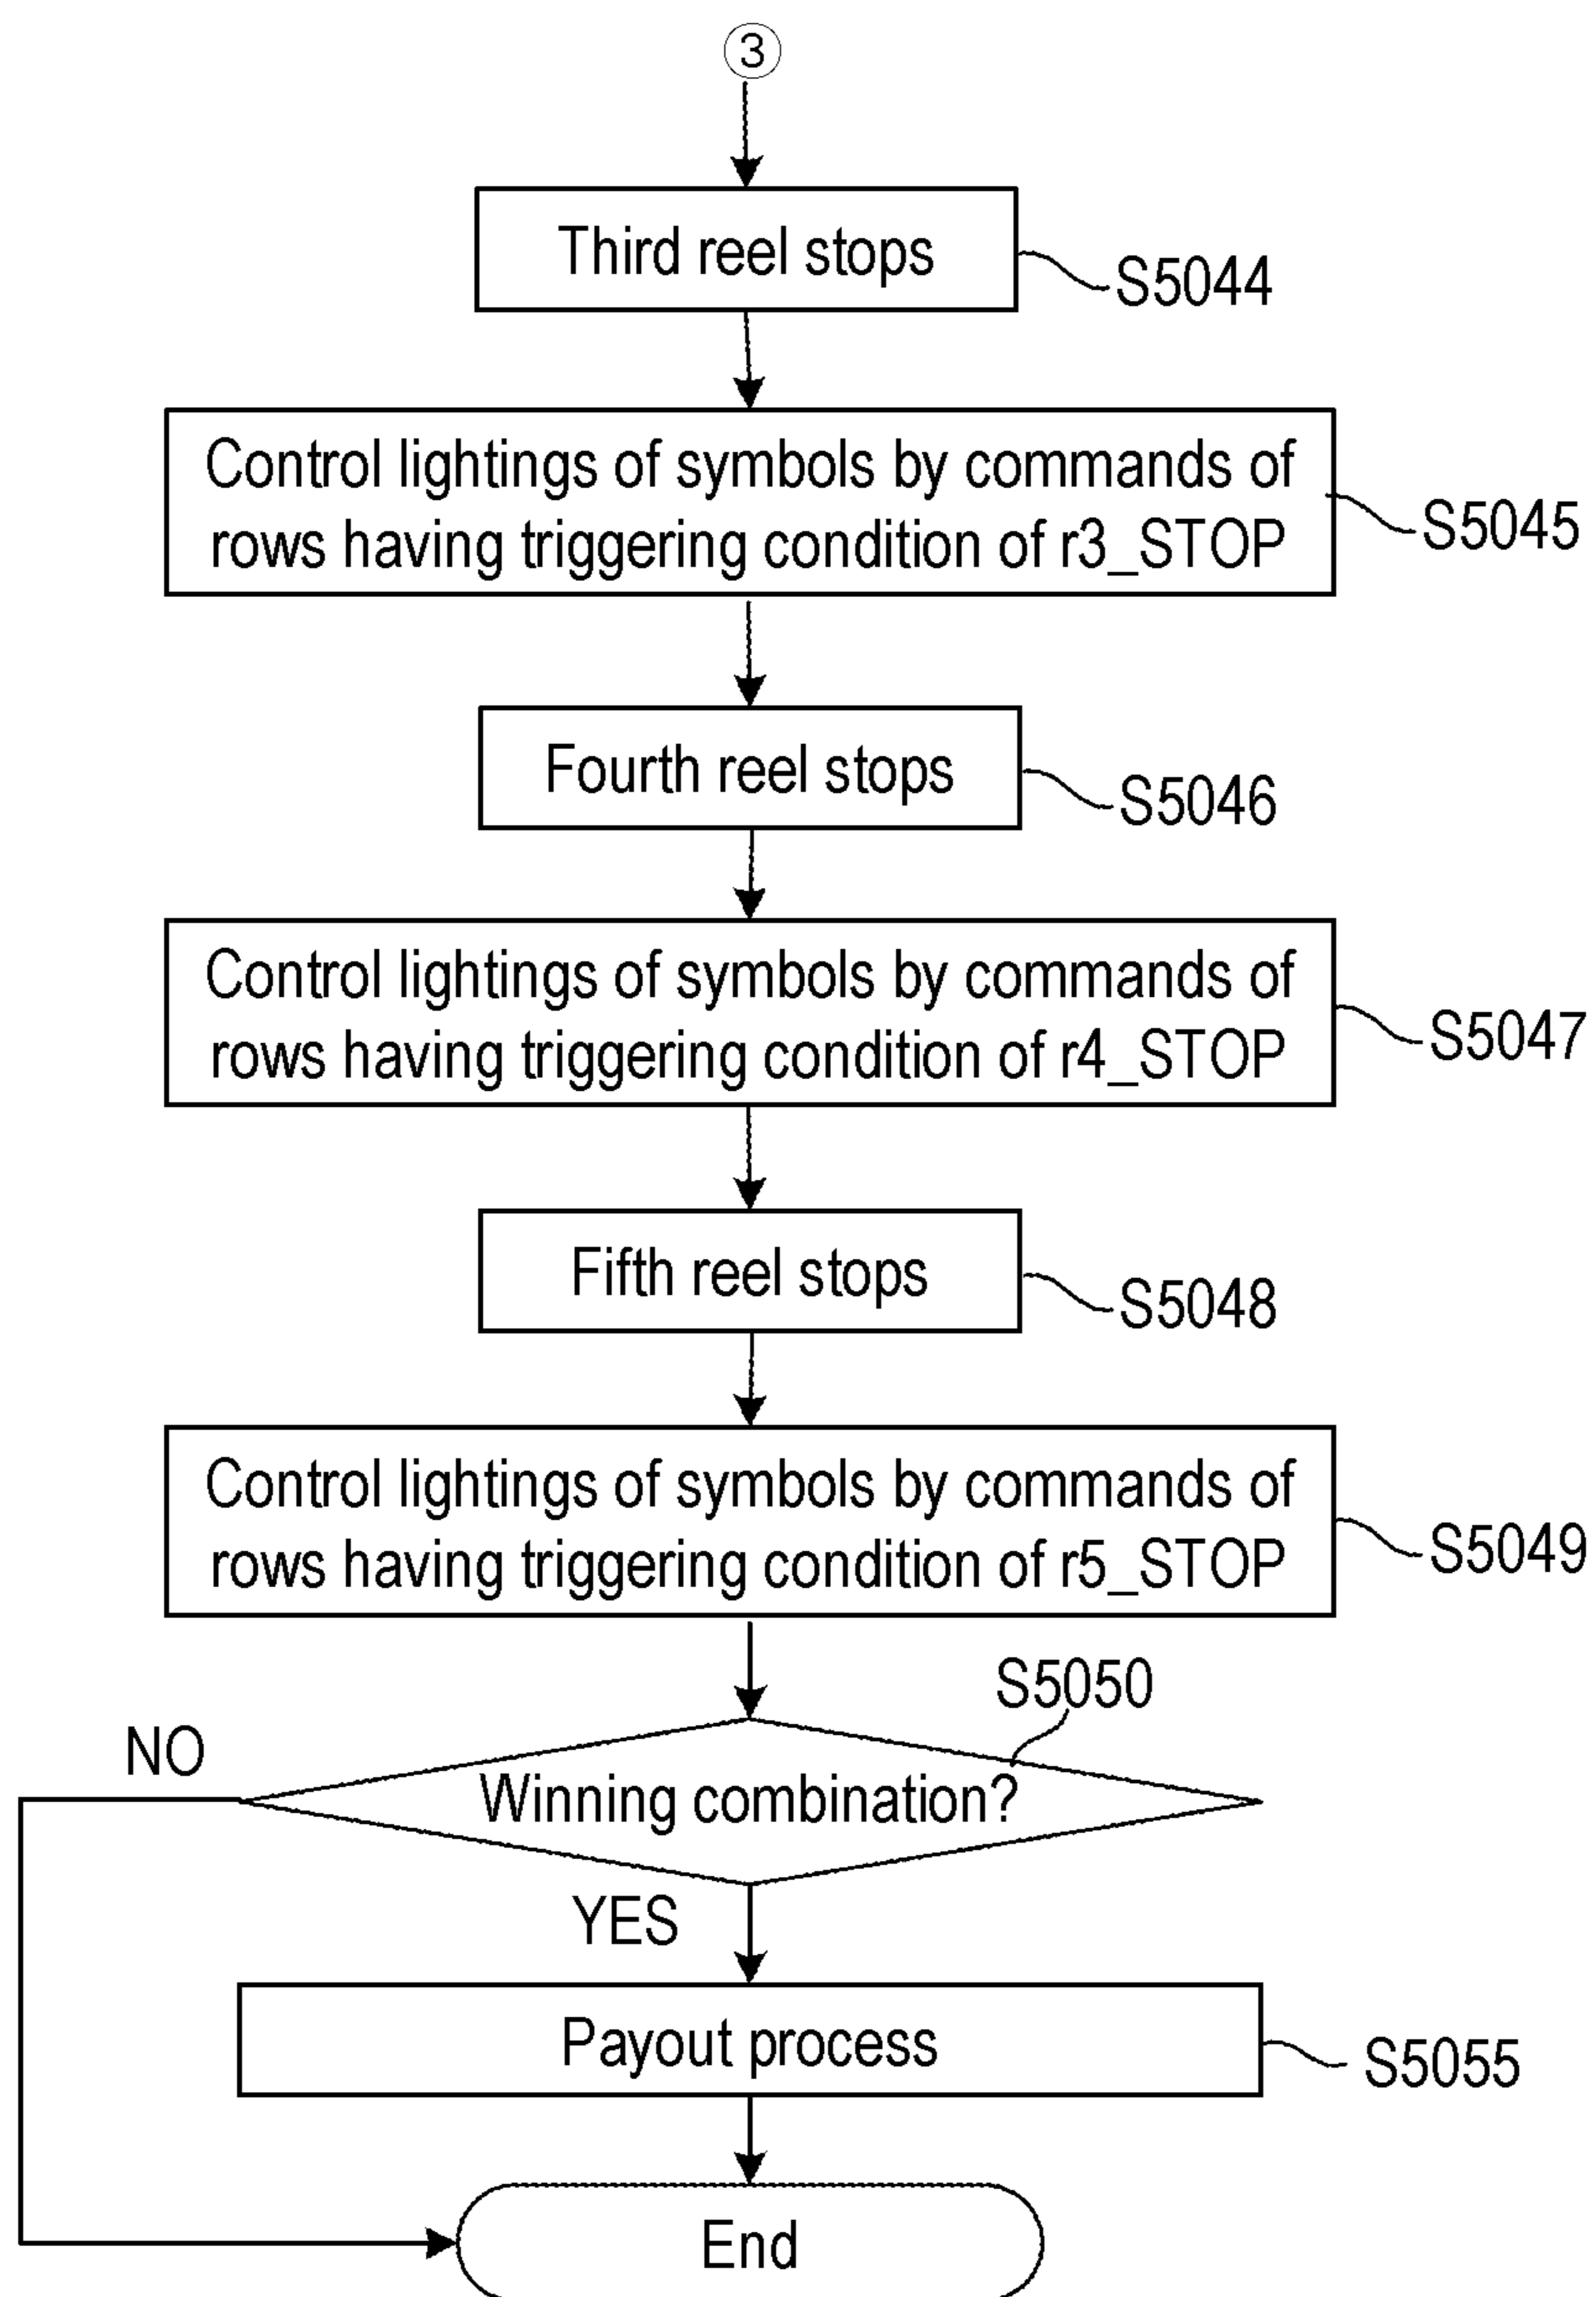 ③
Third reel stops
S5044
Control lightings of symbols by commands of
rows having triggering condition of r3_STOP
S5045
Fourth reel stops
S5046
Control lightings of symbols by commands of
rows having triggering condition of r4_STOP
S5047
Fifth reel stops
S5048
Control lightings of symbols by commands of
rows having triggering condition of r5_STOP
S5049
S5050
NO
Winning combination?
YES
Payout process
S5055
End